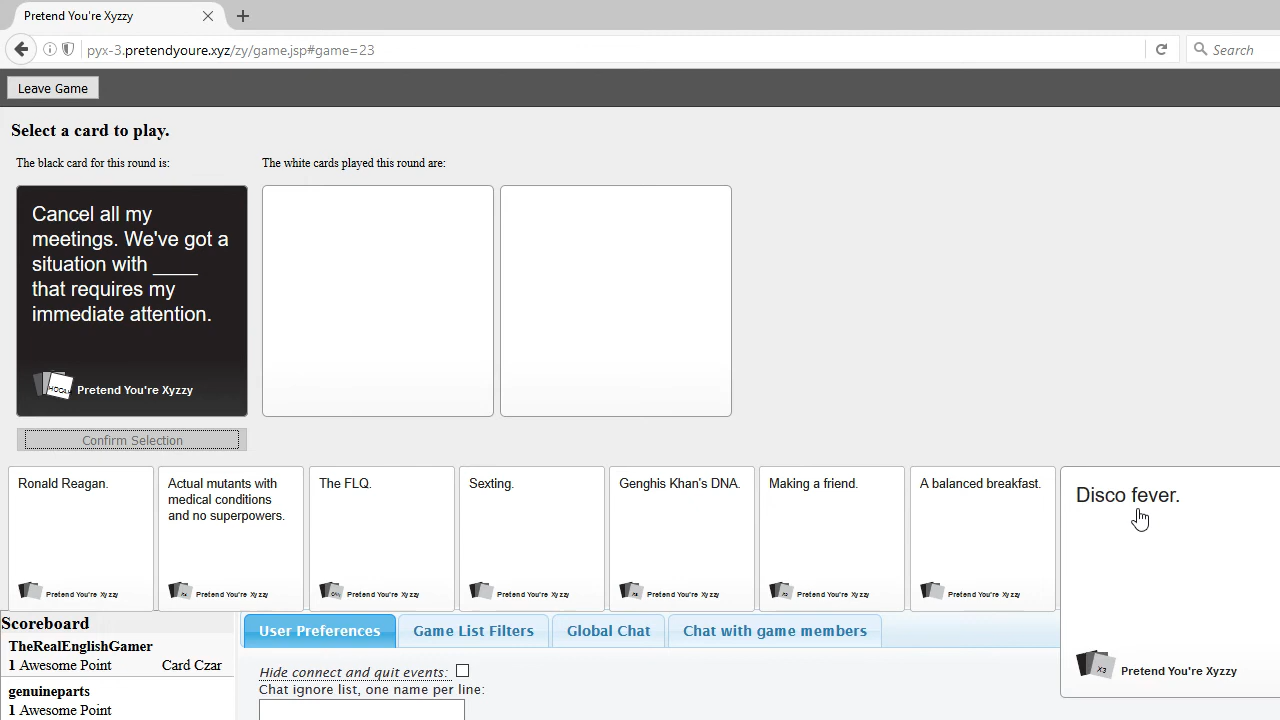 Pretend You're Xyzzy
pyx-3.pretendyoure.xyz/zy/game.jsp#game=23
Search
Leave Game
Select a card to play.
The black card for this round is:
The white cards played this round are:
Cancel all my
meetings. We've got a
situation with ____
that requires my
immediate attention.
Pretend You're Xyzzy
Confirm Selection
Ronald Reagan.
Pretend You're Xyzzy
Actual mutants with
medical conditions
and no superpowers.
Pretend You're Xyzzy
The FLQ.
Pretend You're Xyzzy
Sexting.
Pretend You're Xyzzy
Genghis Khan's DNA.
Pretend You're Xyzzy
Making a friend.
Pretend You're Xyzzy
A balanced breakfast.
Pretend You're Xyzzy
Disco fever.
X3
Pretend You're Xyzzy
Scoreboard
TheRealEnglishGamer
1 Awesome Point Card Czar
genuineparts
1 Awesome Point
User Preferences
Game List Filters
Global Chat
Chat with game members
Hide connect and quit events:
Chat ignore list, one name per line: